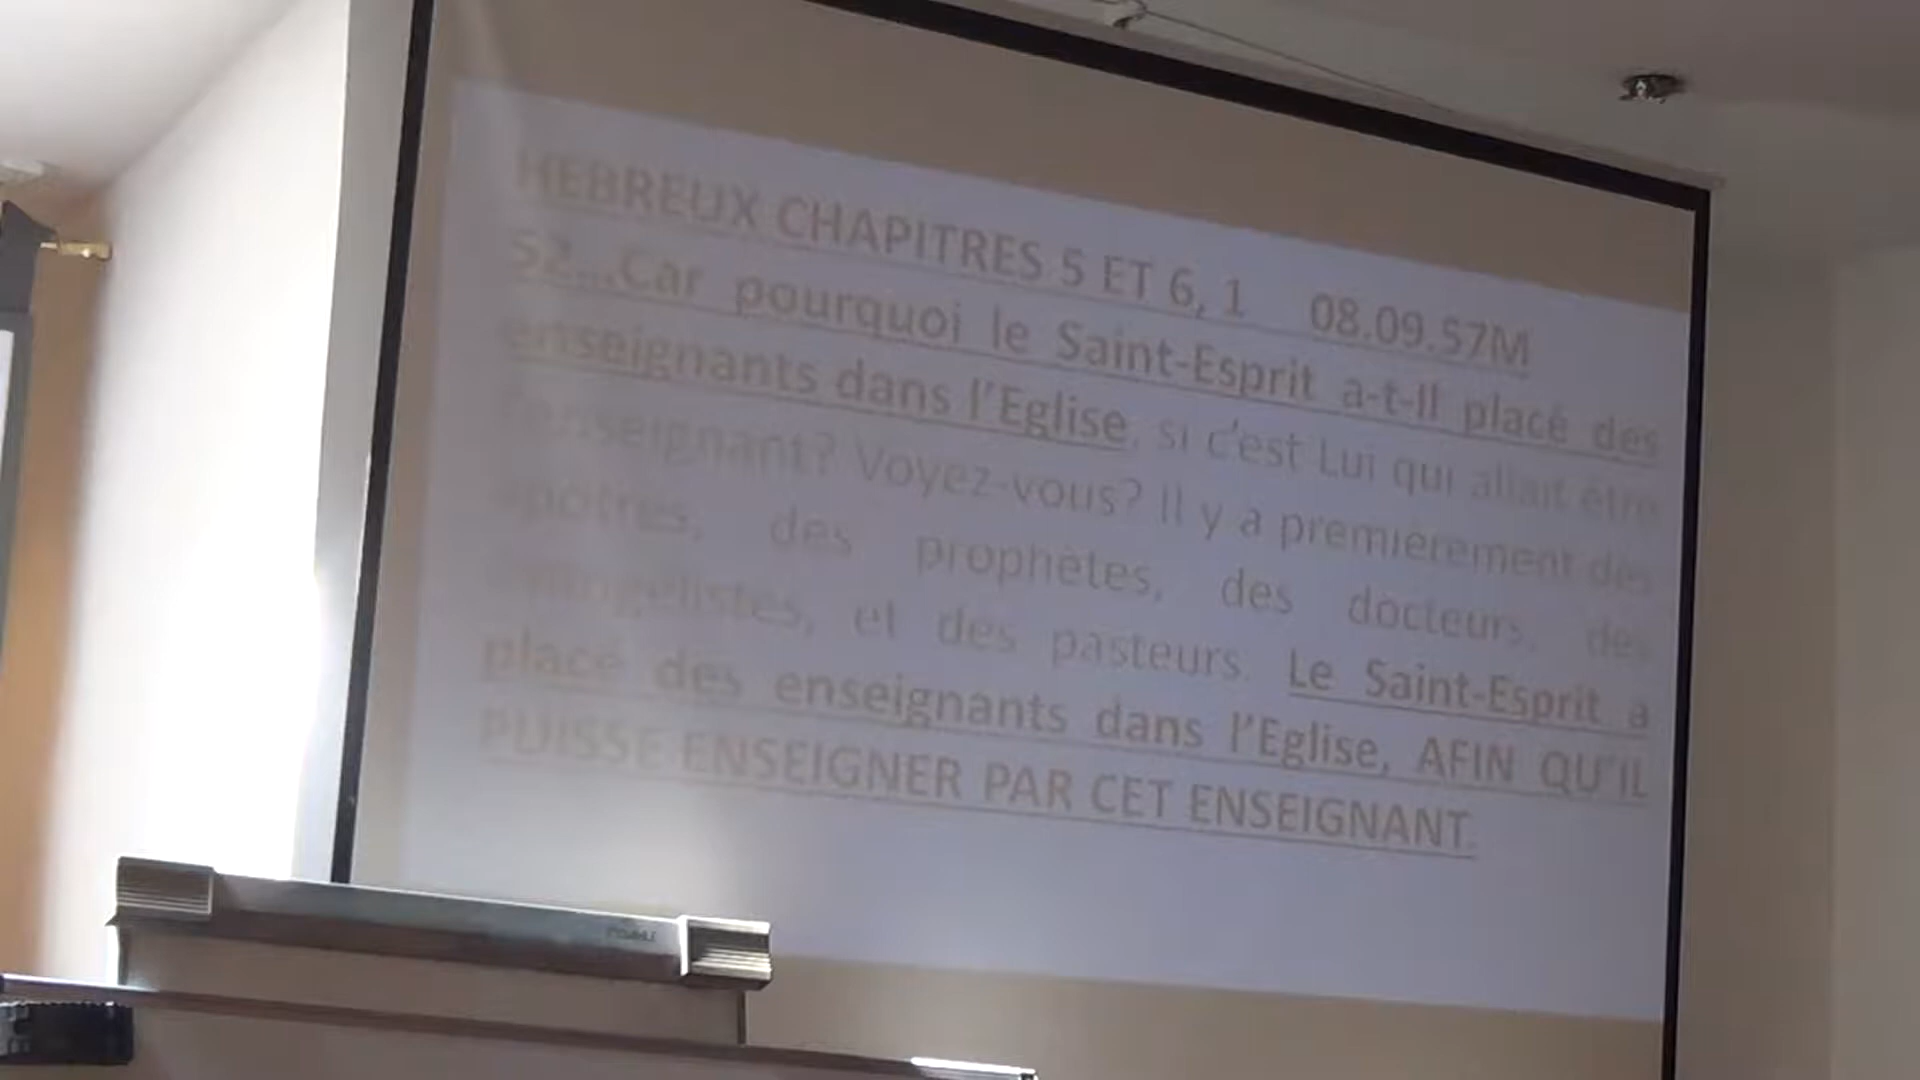 HEBREUX CHAPITRES 5 ET 6, 1 08.09.57M
52...Car pourquoi le Saint-Esprit a-t-Il placé des
enseignants dans l'Eglise, si c'est Lui qui allait être
l'enseignant? Voyez-vous? Il y a premièrement des
apôtres, des prophètes, des docteurs, des
évangélistes, et des pasteurs. Le Saint-Esprit a
placé des enseignants dans l'Eglise, AFIN QU'IL
PUISSE ENSEIGNER PAR CET ENSEIGNANT.